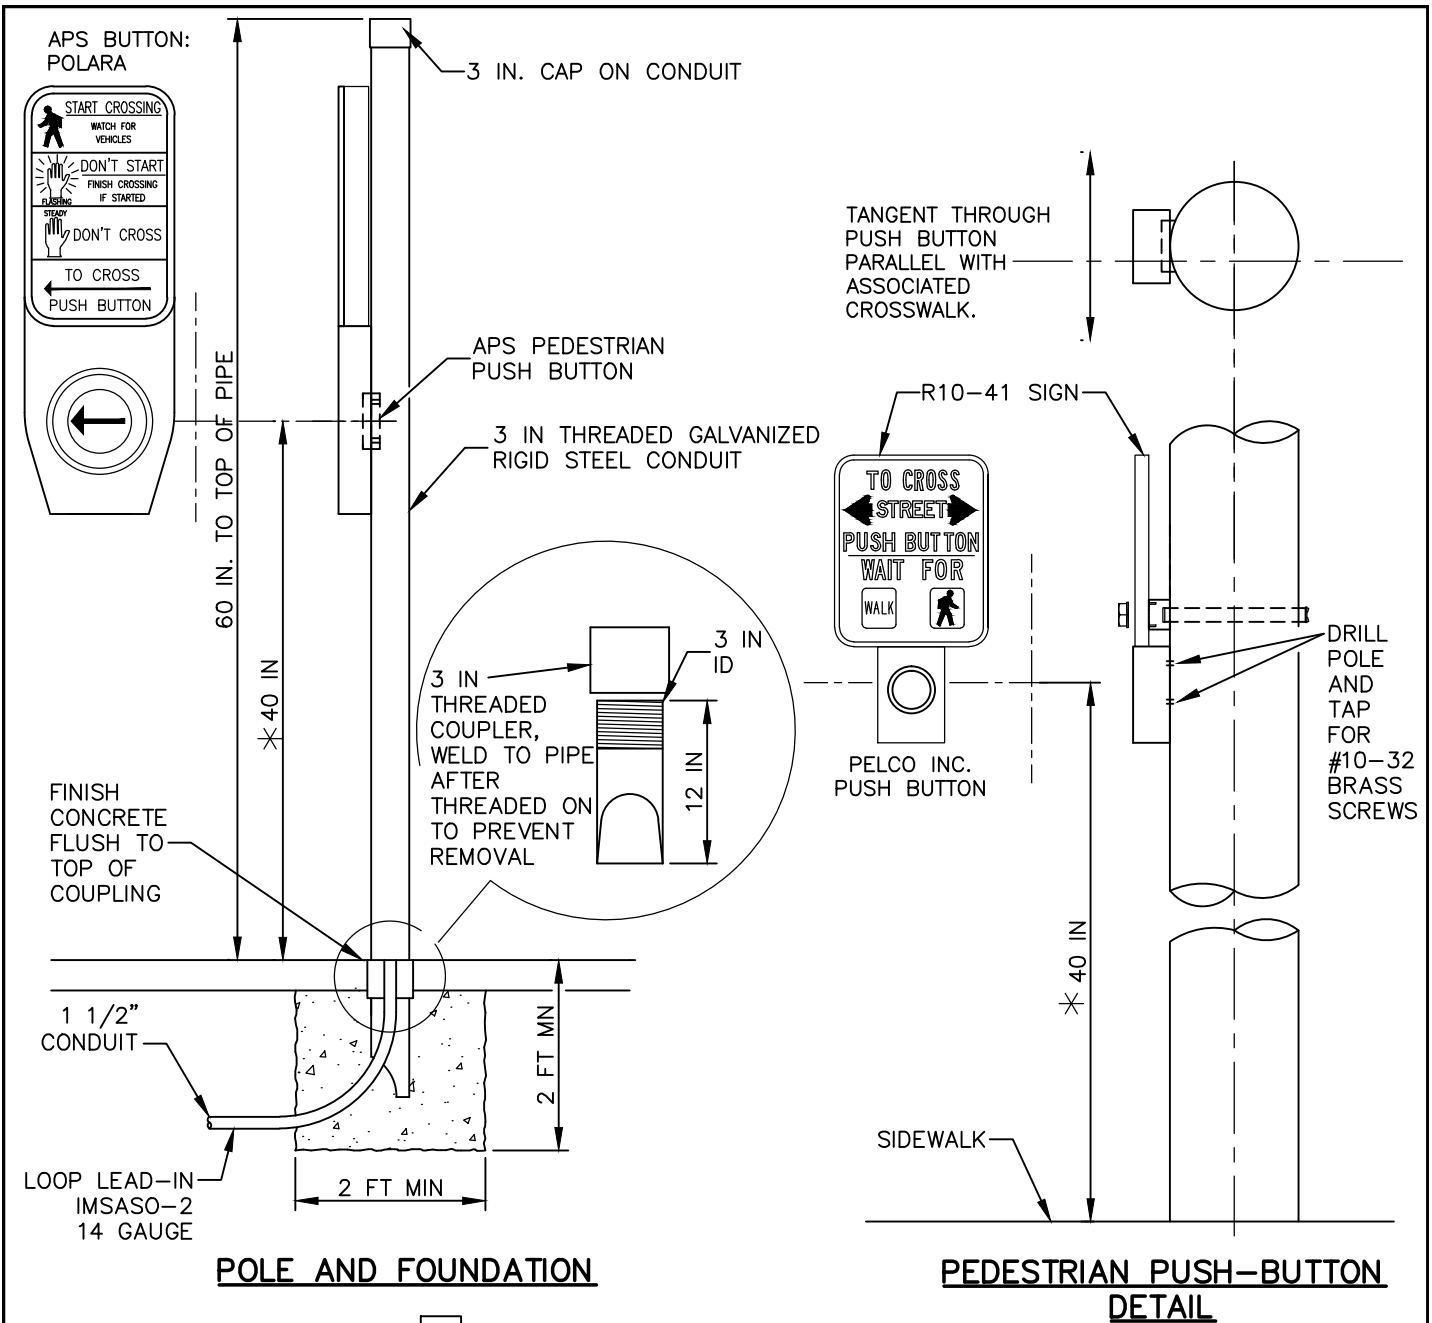 APS BUTTON:
POLARA
START CROSSING
WATCH FOR
VEHICLES
DON'T START
FINISH CROSSING
IF STARTED
FLASHING
STEADY
DON'T CROSS
TO CROSS
PUSH BUTTON
3 IN. CAP ON CONDUIT
60 IN. TO TOP OF PIPE
APS PEDESTRIAN
PUSH BUTTON
3 IN THREADED GALVANIZED
RIGID STEEL CONDUIT
* 40 IN
3 IN
THREADED
COUPLER,
WELD TO PIPE
AFTER
THREADED ON
TO PREVENT
REMOVAL
3 IN
ID
12 IN
FINISH
CONCRETE
FLUSH TO
TOP OF
COUPLING
1 1/2"
CONDUIT
2 FT MN
LOOP LEAD-IN
IMSASO-2
14 GAUGE
2 FT MIN
POLE AND FOUNDATION
TANGENT THROUGH
PUSH BUTTON
PARALLEL WITH
ASSOCIATED
CROSSWALK.
R10-41 SIGN
TO CROSS
STREET
PUSH BUTTON
WAIT FOR
WALK
PELCO INC.
PUSH BUTTON
DRILL
POLE
AND
TAP
FOR
#10-32
BRASS
SCREWS
* 40 IN
SIDEWALK
PEDESTRIAN PUSH-BUTTON
DETAIL